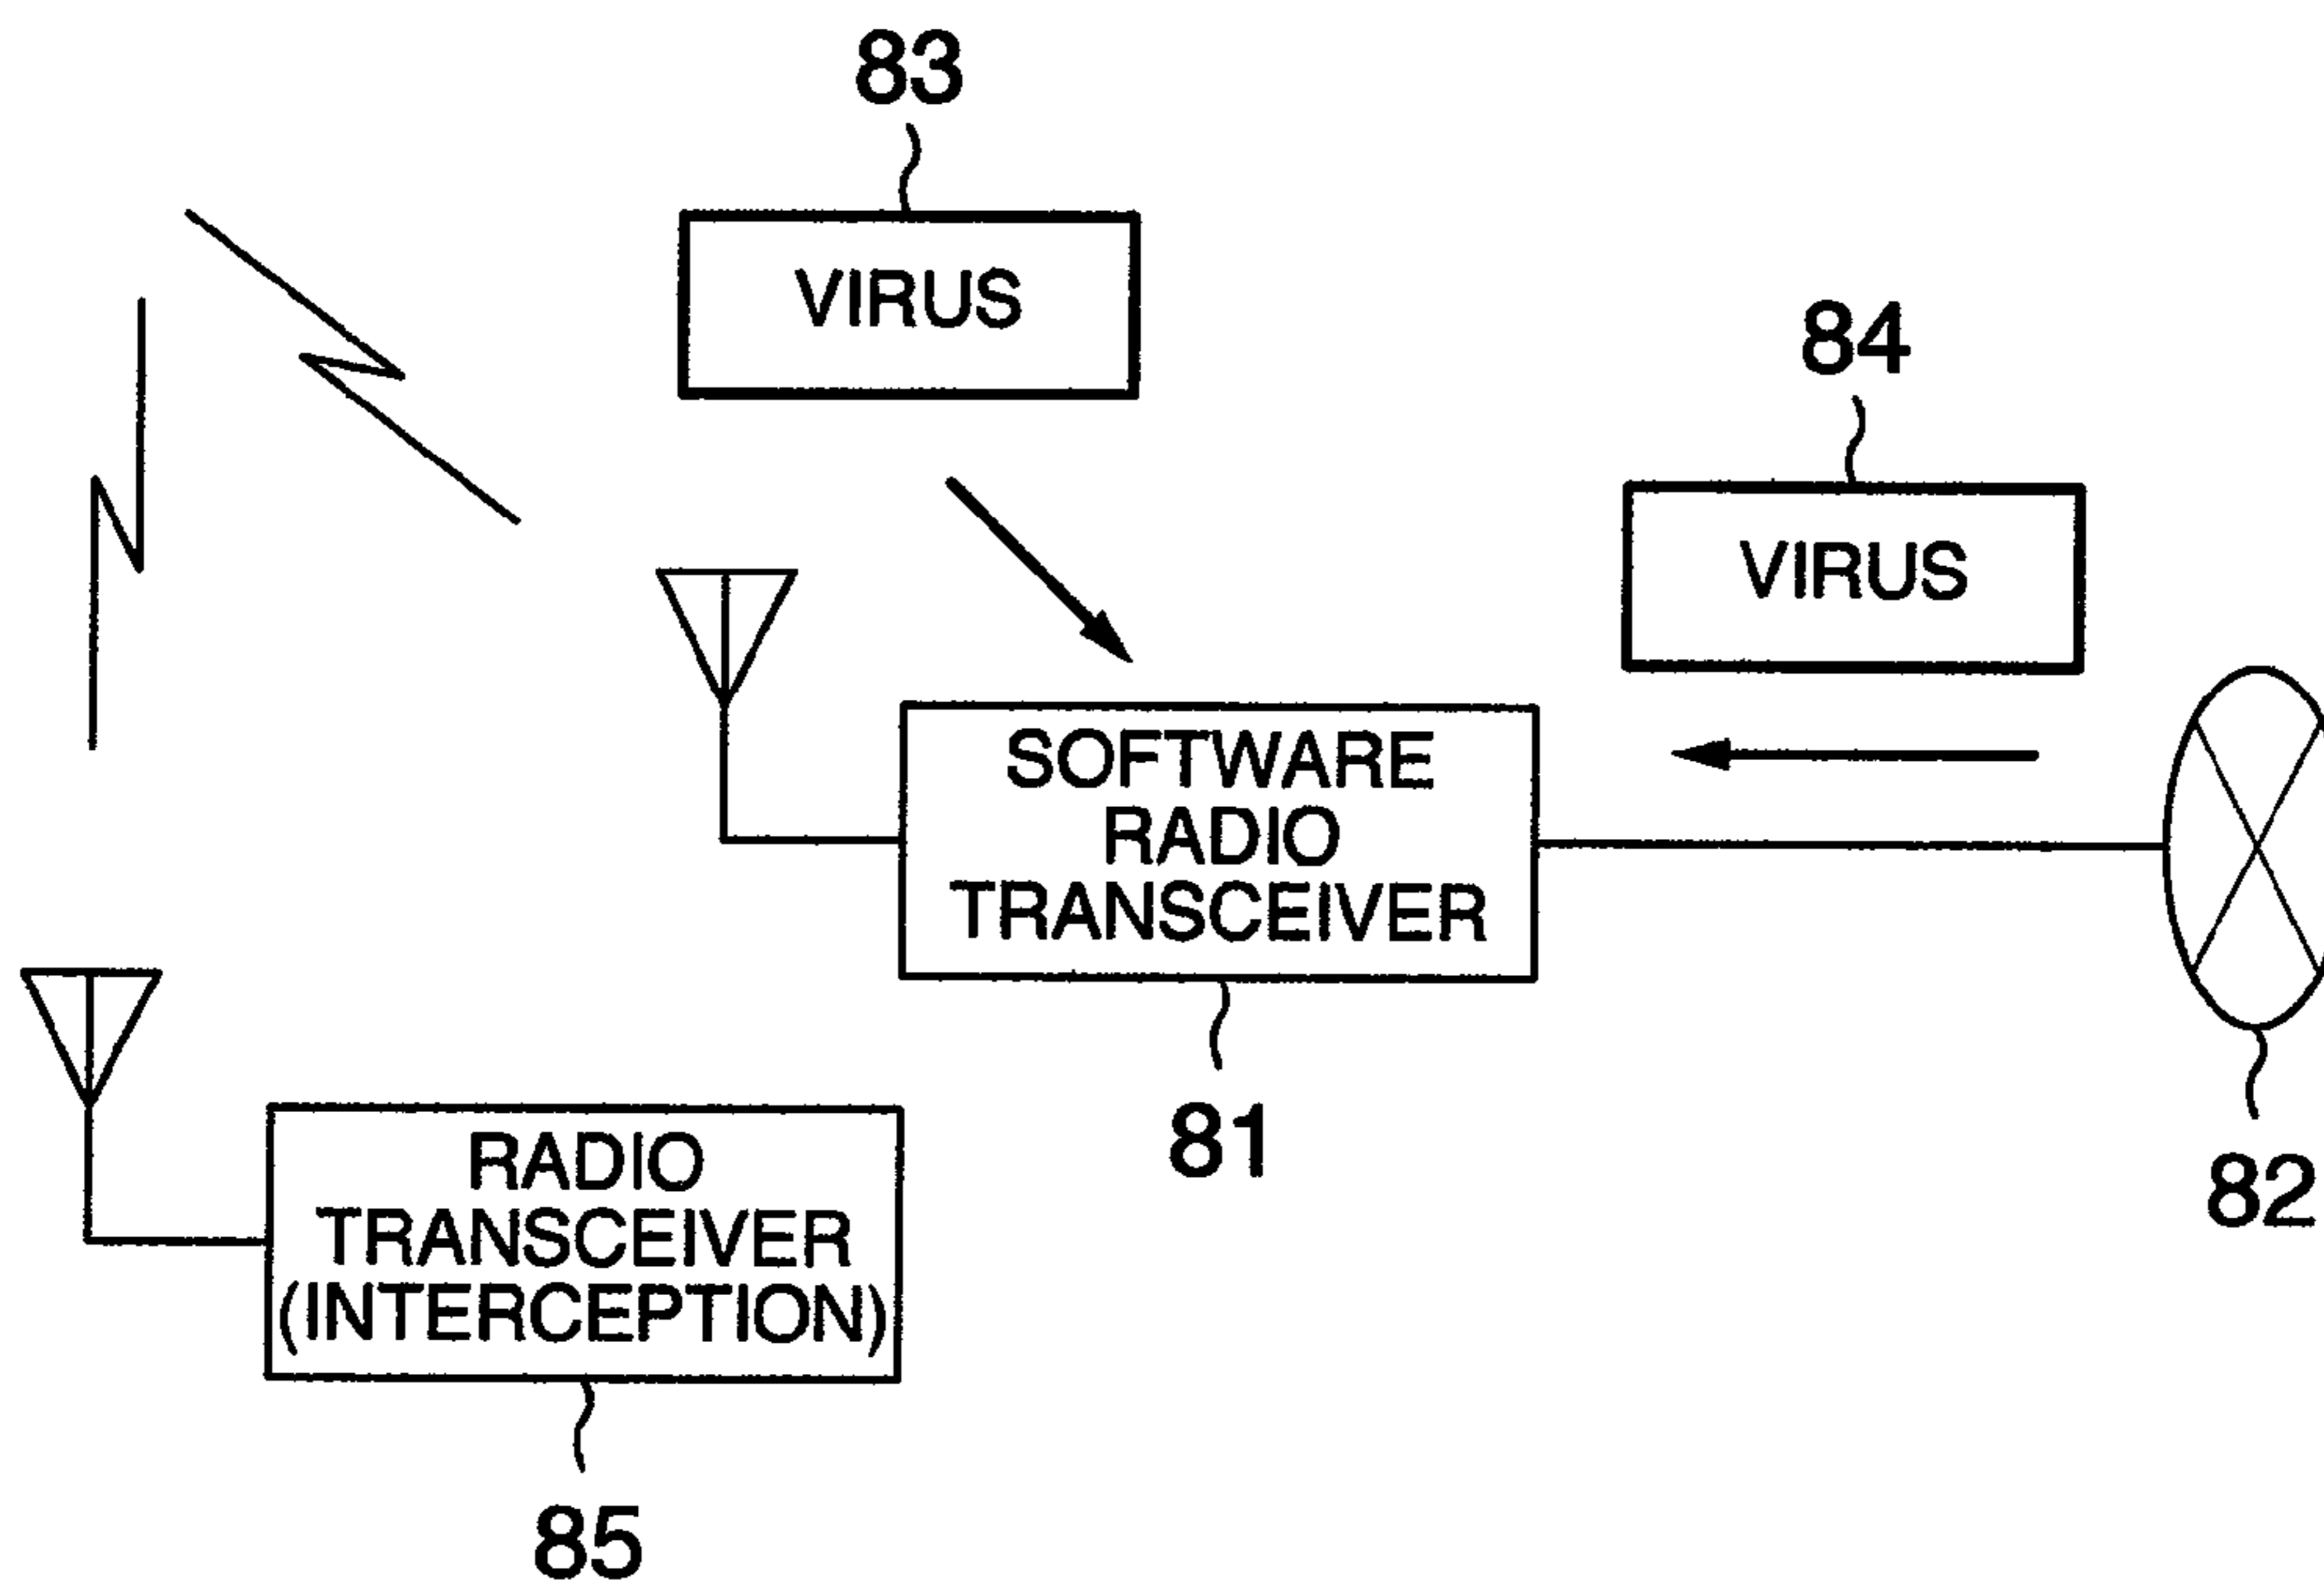 83
VIRUS
84
VIRUS
SOFTWARE
RADIO
TRANSCEIVER
81
82
RADIO
TRANSCEIVER
(INTERCEPTION)
85